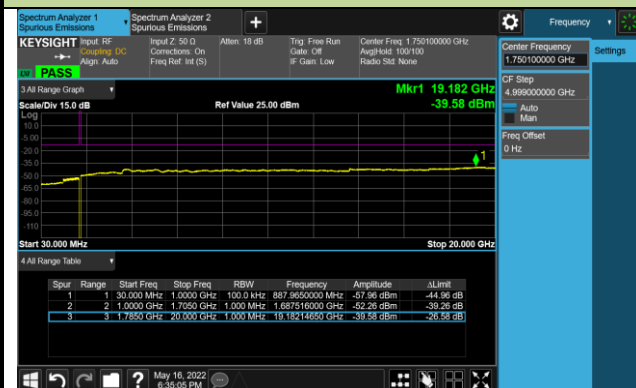 Spectrum Analyzer 1
Spurious Emissions
Spectrum Analyzer 2
Spurious Emissions
+
Frequency
KEYSIGHT
Input: RF
Coupling: DC
Align: Auto
Input Z: 50 Ω
Corrections: On
Freq Ref: Int (S)
Atten: 18 dB
Trig: Free Run
Gate: Off
IF Gain: Low
Center Freq: 1.750100000 GHz
Avg|Hold: 100/100
Radio Std: None
PASS
Center Frequency
1.750100000 GHz
Settings
CF Step
4.999000000 GHz
Auto
Man
Freq Offset
0 Hz
3 All Range Graph
Mkr1 19.182 GHz
Scale/Div 15.0 dB
Ref Value 25.00 dBm
-39.58 dBm
Log
10.0
-5.00
-20.0
-35.0
-50.0
-65.0
-80.0
-95.0
-110
1
Start 30.000 MHz
Stop 20.000 GHz
4 All Range Table
Spur Range Start Freq Stop Freq RBW Frequency Amplitude ΔLimit
1 1 30.000 MHz 1.0000 GHz 100.0 kHz 887.9650000 MHz -57.96 dBm -44.96 dB
2 2 1.0000 GHz 1.7050 GHz 1.000 MHz 1.687516000 GHz -52.26 dBm -39.26 dB
3 3 1.7850 GHz 20.000 GHz 1.000 MHz 19.18214650 GHz -39.58 dBm -26.58 dB
?
May 16, 2022
6:35:05 PM